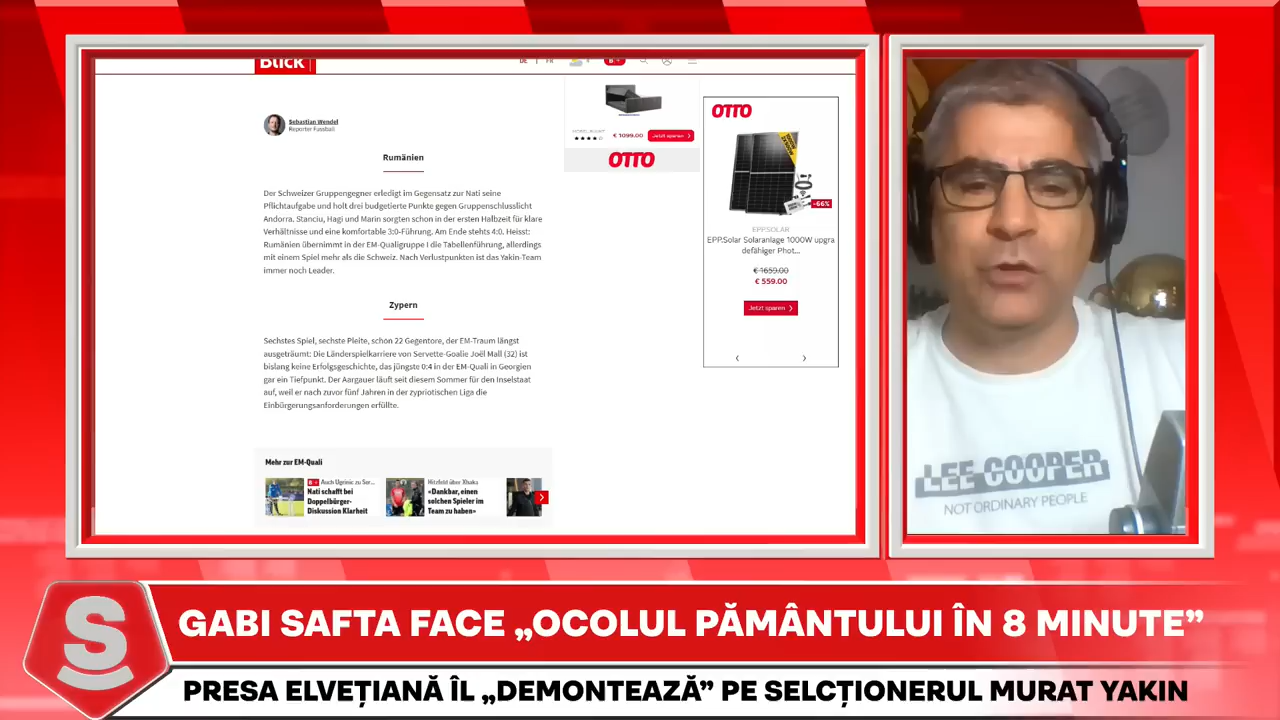 Blick
DE | FR
Sebastian Wendel
Reporter Fussball
Rumänien
Der Schweizer Gruppengegner erledigt im Gegensatz zur Nati seine
Pflichtaufgabe und holt drei budgetierte Punkte gegen Gruppenschlusslicht
Andorra. Stanciu, Hagi und Marin sorgten schon in der ersten Halbzeit für klare
Verhältnisse und eine komfortable 3:0-Führung. Am Ende stehts 4:0. Heisst:
Rumänien übernimmt in der EM-Qualigruppe I die Tabellenführung, allerdings
mit einem Spiel mehr als die Schweiz. Nach Verlustpunkten ist das Yakin-Team
immer noch Leader.
Zypern
Sechstes Spiel, sechste Pleite, schon 22 Gegentore, der EM-Traum längst
ausgeträumt: Die Länderspielkarriere von Servette-Goalie Joël Mall (32) ist
bislang keine Erfolgsgeschichte, das jüngste 0:4 in der EM-Quali in Georgien
gar ein Tiefpunkt. Der Aargauer läuft seit diesem Sommer für den Inselstaat
auf, weil er nach zuvor fünf Jahren in der zypriotischen Liga die
Einbürgerungsanforderungen erfüllte.
Mehr zur EM-Quali
Auch Ugrinic zu Ser...
Nati schafft bei
Doppelbürger-
Diskussion Klarheit
Hitzfeld über Xhaka
«Dankbar, einen
solchen Spieler im
Team zu haben»
€ 1099.00
Jetzt sparen
OTTO
OTTO
-66%
EPP.SOLAR
EPP.Solar Solaranlage 1000W upgra
defähiger Phot...
€ 1659.00
€ 559.00
Jetzt sparen
LEE COOPER
NOT ORDINARY PEOPLE
S
GABI SAFTA FACE „OCOLUL PĂMÂNTULUI ÎN 8 MINUTE”
PRESA ELVEȚIANĂ ÎL „DEMONTEAZĂ” PE SELCȚIONERUL MURAT YAKIN